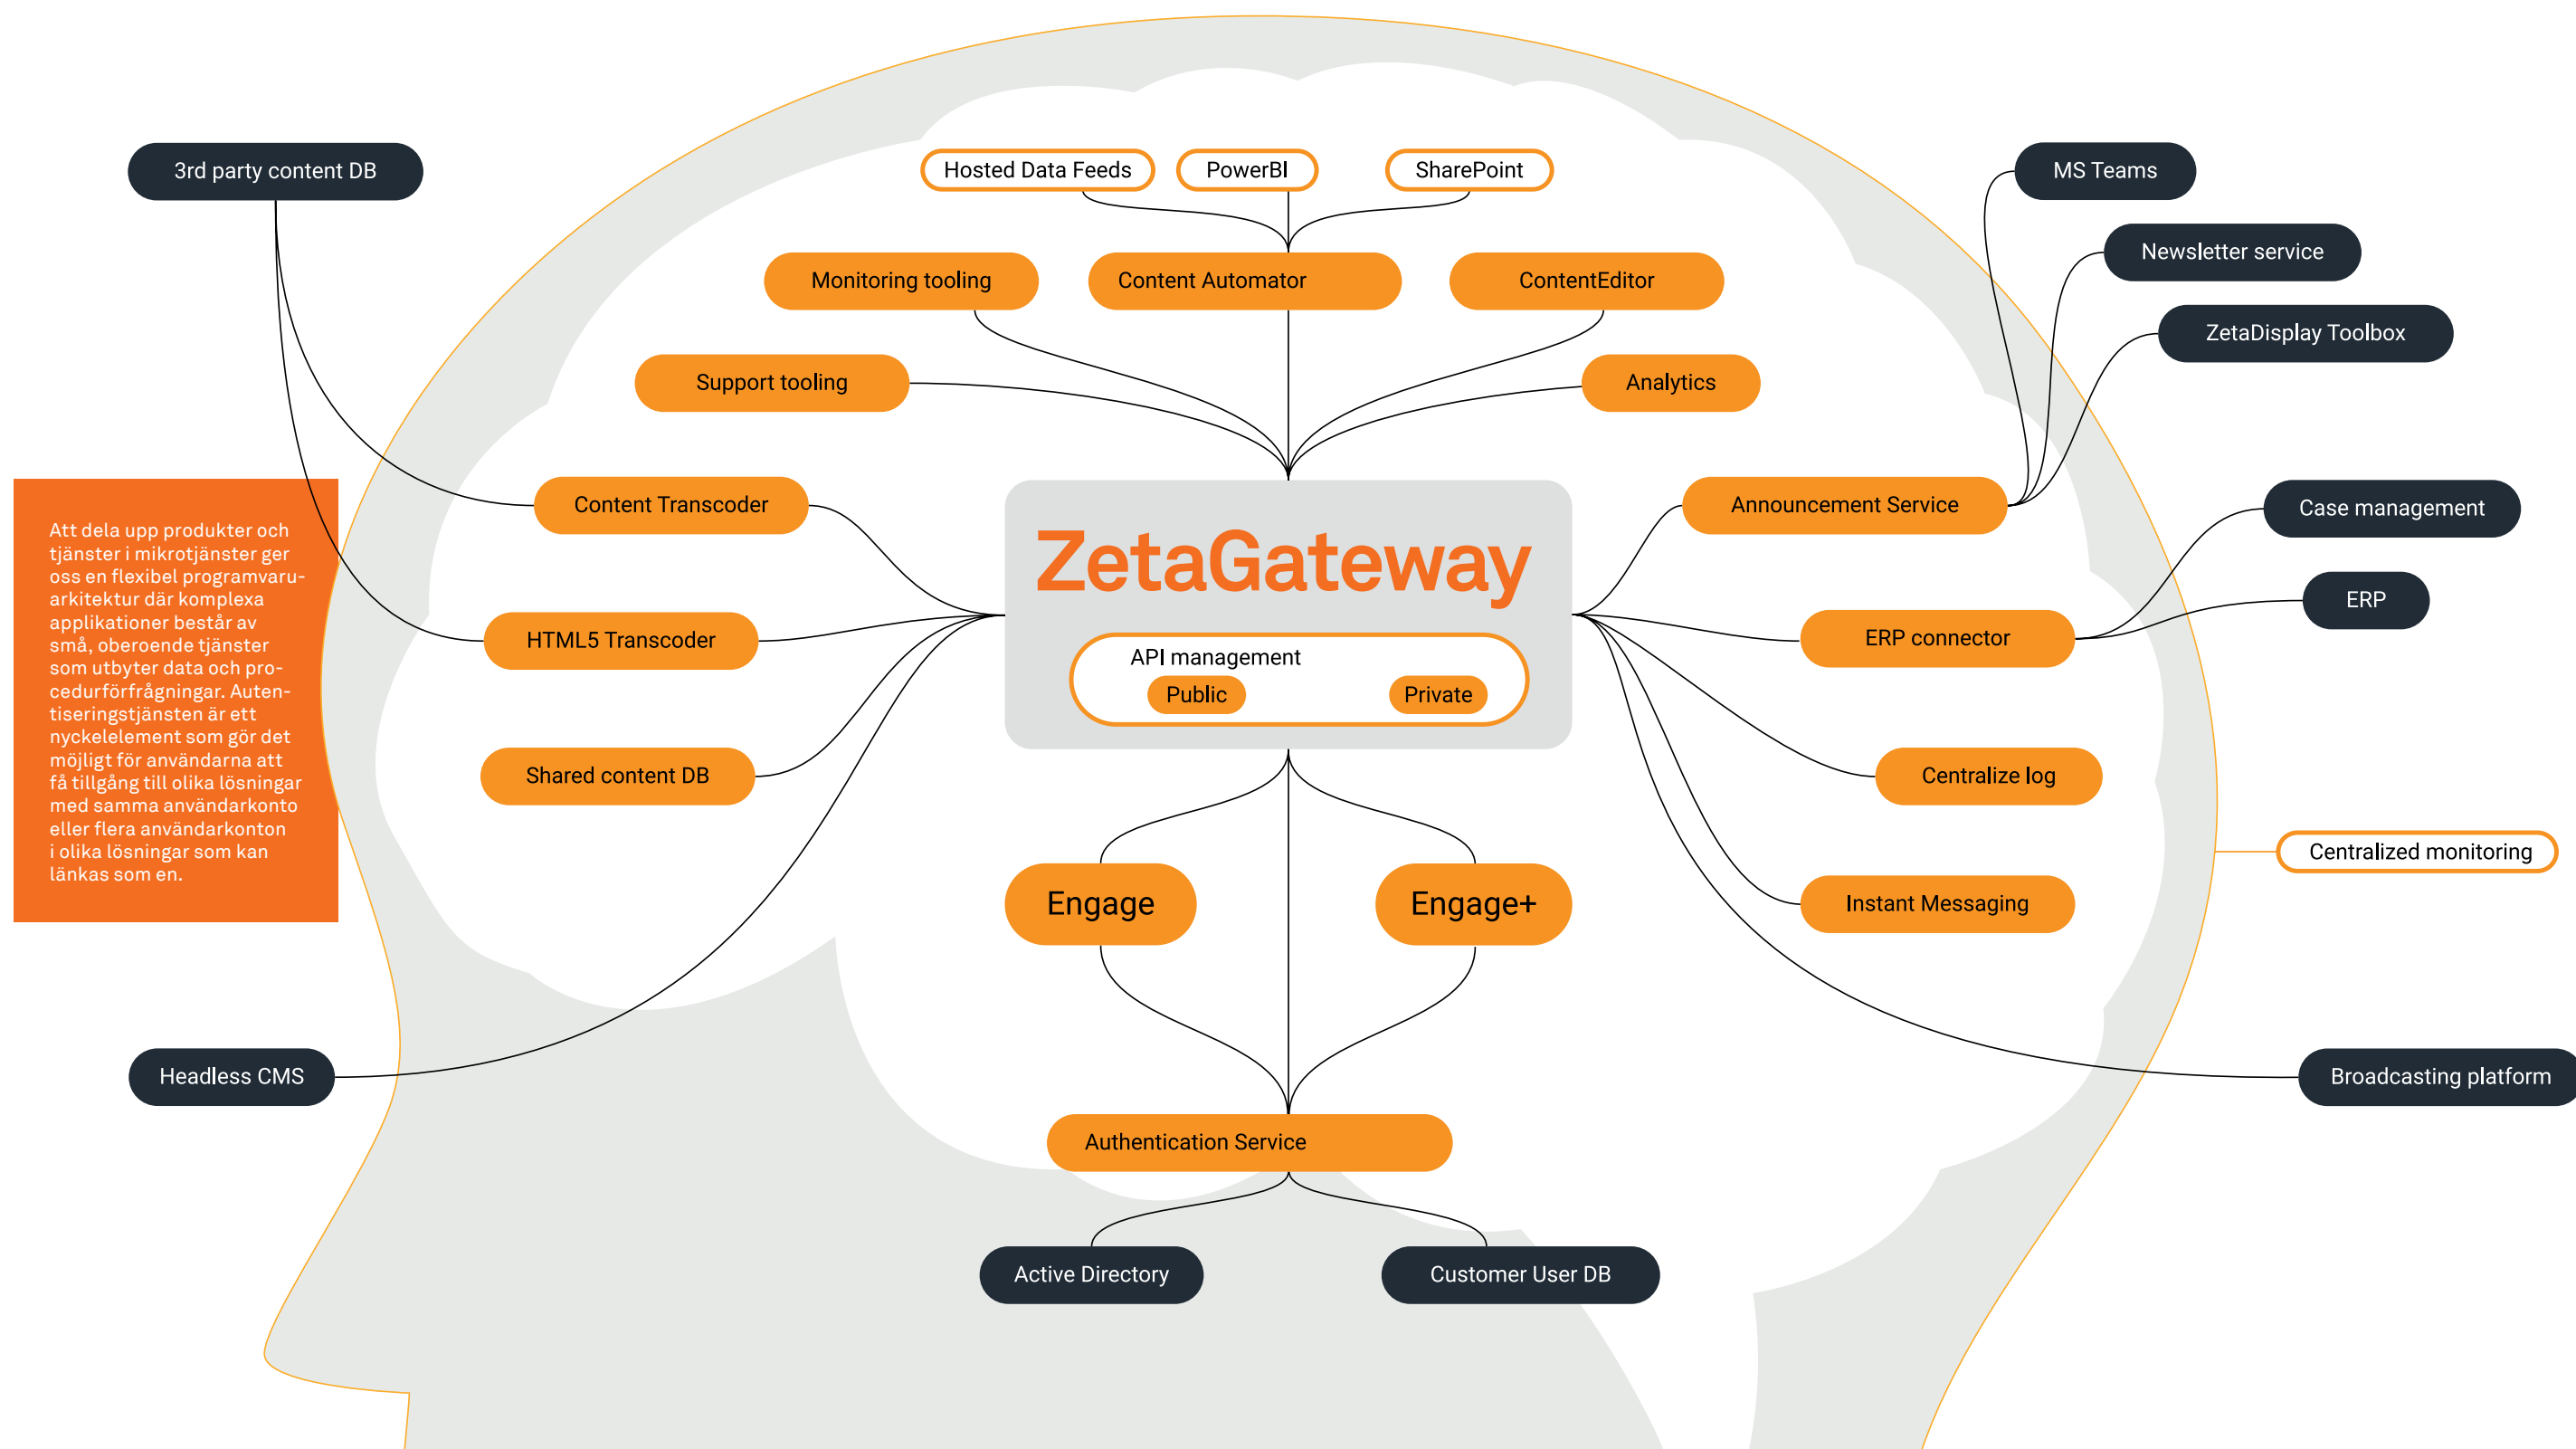 3rd party content DB
Hosted Data Feeds
PowerBI
SharePoint
MS Teams
Newsletter service
Monitoring tooling
Content Automator
ContentEditor
ZetaDisplay Toolbox
Support tooling
Analytics
Content Transcoder
Announcement Service
Case management
Att dela upp produkter och
tjänster i mikrotjänster ger
oss en flexibel programvaru-
arkitektur där komplexa
applikationer består av
små, oberoende tjänster
som utbyter data och pro-
cedurförfrågningar. Auten-
tiseringstjänsten är ett
nyckelelement som gör det
möjligt för användarna att
få tillgång till olika lösningar
med samma användarkonto
eller flera användarkonton
i olika lösningar som kan
länkas som en.
ZetaGateway
ERP
HTML5 Transcoder
ERP connector
API management
Public
Private
Shared content DB
Centralize log
Centralized monitoring
Engage
Engage+
Instant Messaging
Headless CMS
Broadcasting platform
Authentication Service
Active Directory
Customer User DB